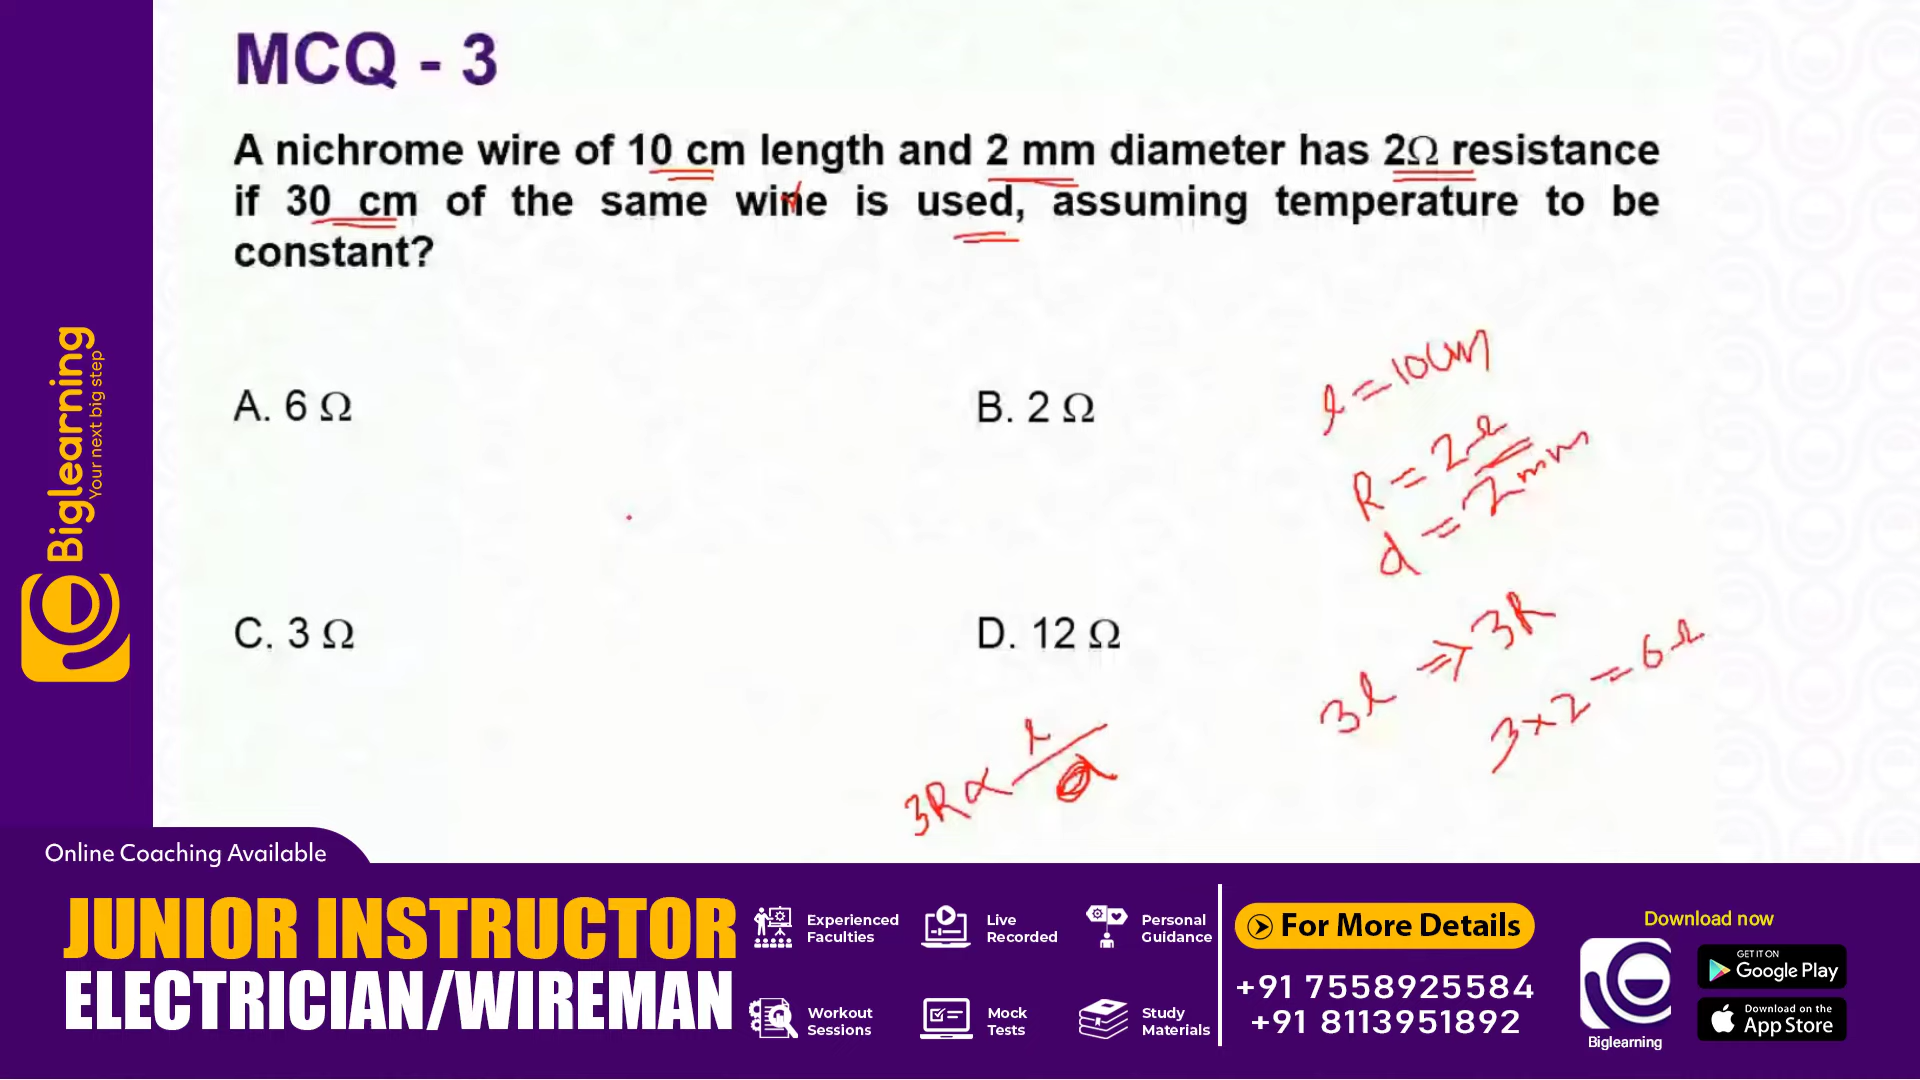 MCQ - 3
A nichrome wire of 10 cm length and 2 mm diameter has 2Ω resistance
if 30 cm of the same wine is used, assuming temperature to be
constant?
A. 6 Ω
B. 2 Ω
C. 3 Ω
D. 12 Ω
l = 10cm
R = 2Ω
d = 2mm
3l ⇒ 3R
3×2 = 6Ω
3R ∝ l/a
Biglearning
Your next big step
Online Coaching Available
JUNIOR INSTRUCTOR
ELECTRICIAN/WIREMAN
Experienced
Faculties
Live
Recorded
Personal
Guidance
Workout
Sessions
Mock
Tests
Study
Materials
For More Details
+91 7558925584
+91 8113951892
Download now
Biglearning
GET IT ON
Google Play
Download on the
App Store